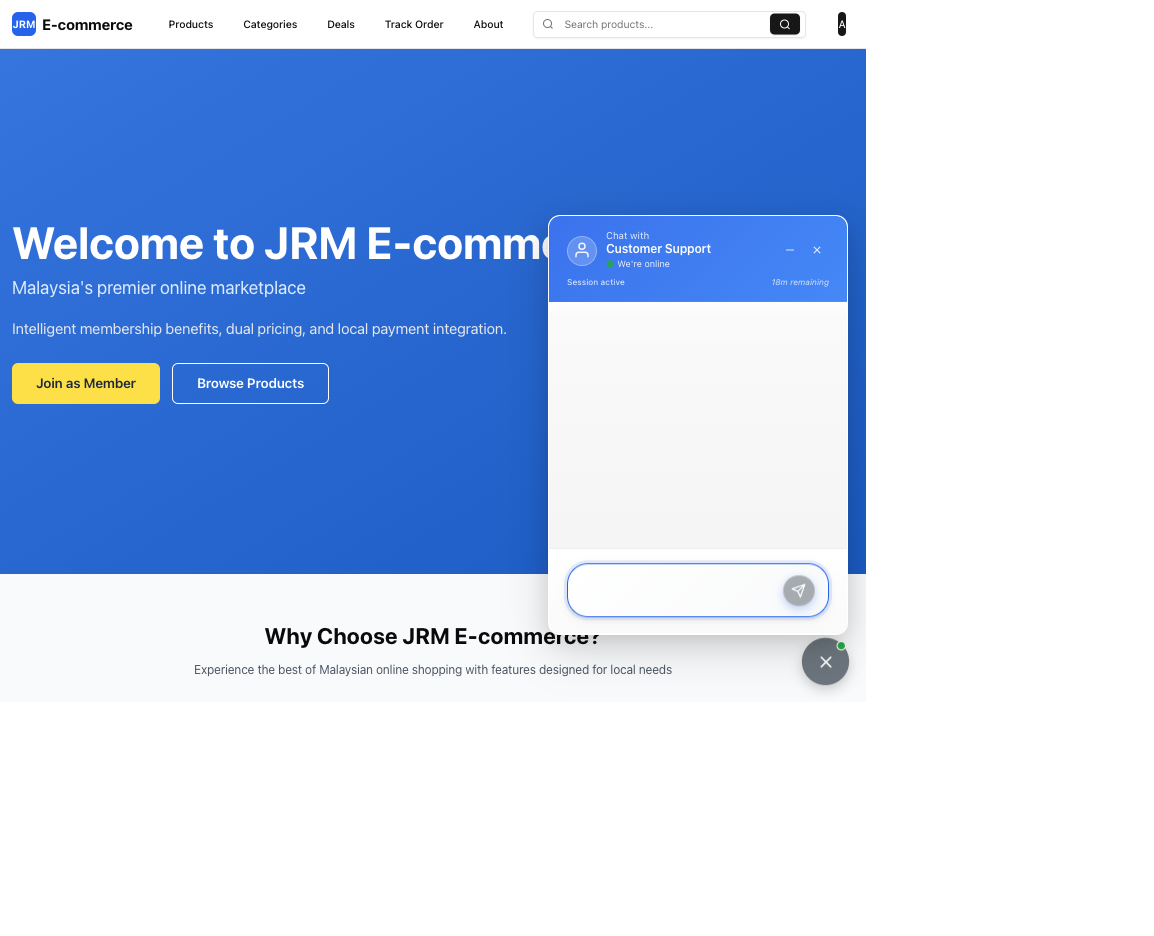 JRM E-commerce Products Categories Deals Track Order About Search products... A
Welcome to JRM E-comme
Malaysia's premier online marketplace
Intelligent membership benefits, dual pricing, and local payment integration.
Join as Member Browse Products
Chat with
Customer Support
We're online
Session active 18m remaining
Why Choose JRM E-commerce?
Experience the best of Malaysian online shopping with features designed for local needs